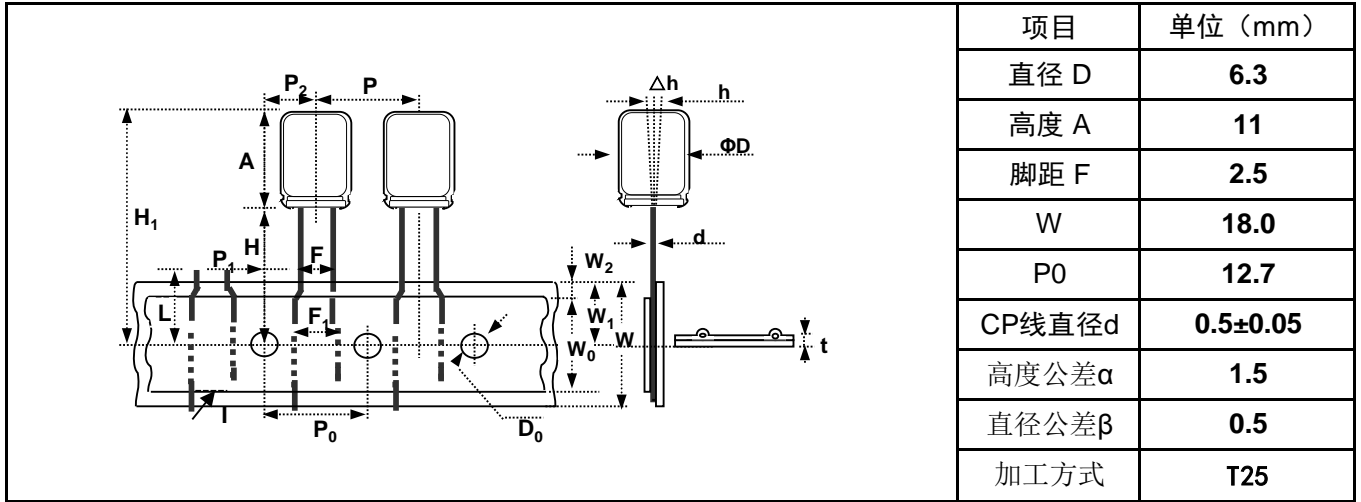 P2 P △h h
A ΦD
H1
H d
P1 F W2
L F1 W1
W
W0 t
I
P0 D0
项目 单位（mm）
直径 D 6.3
高度 A 11
脚距 F 2.5
W 18.0
P0 12.7
CP线直径d 0.5±0.05
高度公差α 1.5
直径公差β 0.5
加工方式 T25